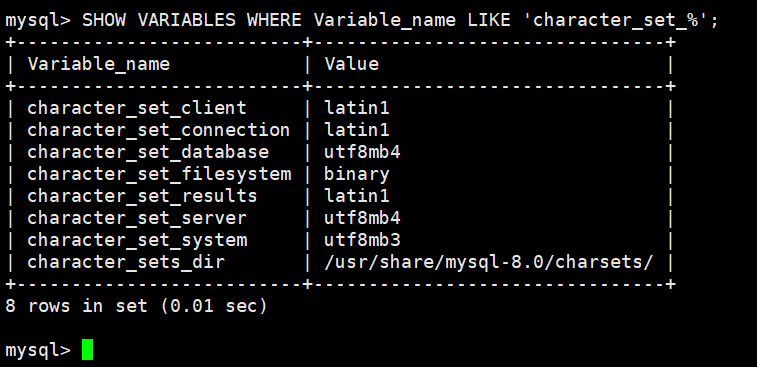 mysql> SHOW VARIABLES WHERE Variable_name LIKE 'character_set_%';
+--------------------------+--------------------------------+
| Variable_name            | Value                          |
+--------------------------+--------------------------------+
| character_set_client     | latin1                         |
| character_set_connection | latin1                         |
| character_set_database   | utf8mb4                        |
| character_set_filesystem | binary                         |
| character_set_results    | latin1                         |
| character_set_server     | utf8mb4                        |
| character_set_system     | utf8mb3                        |
| character_sets_dir       | /usr/share/mysql-8.0/charsets/ |
+--------------------------+--------------------------------+
8 rows in set (0.01 sec)
mysql>